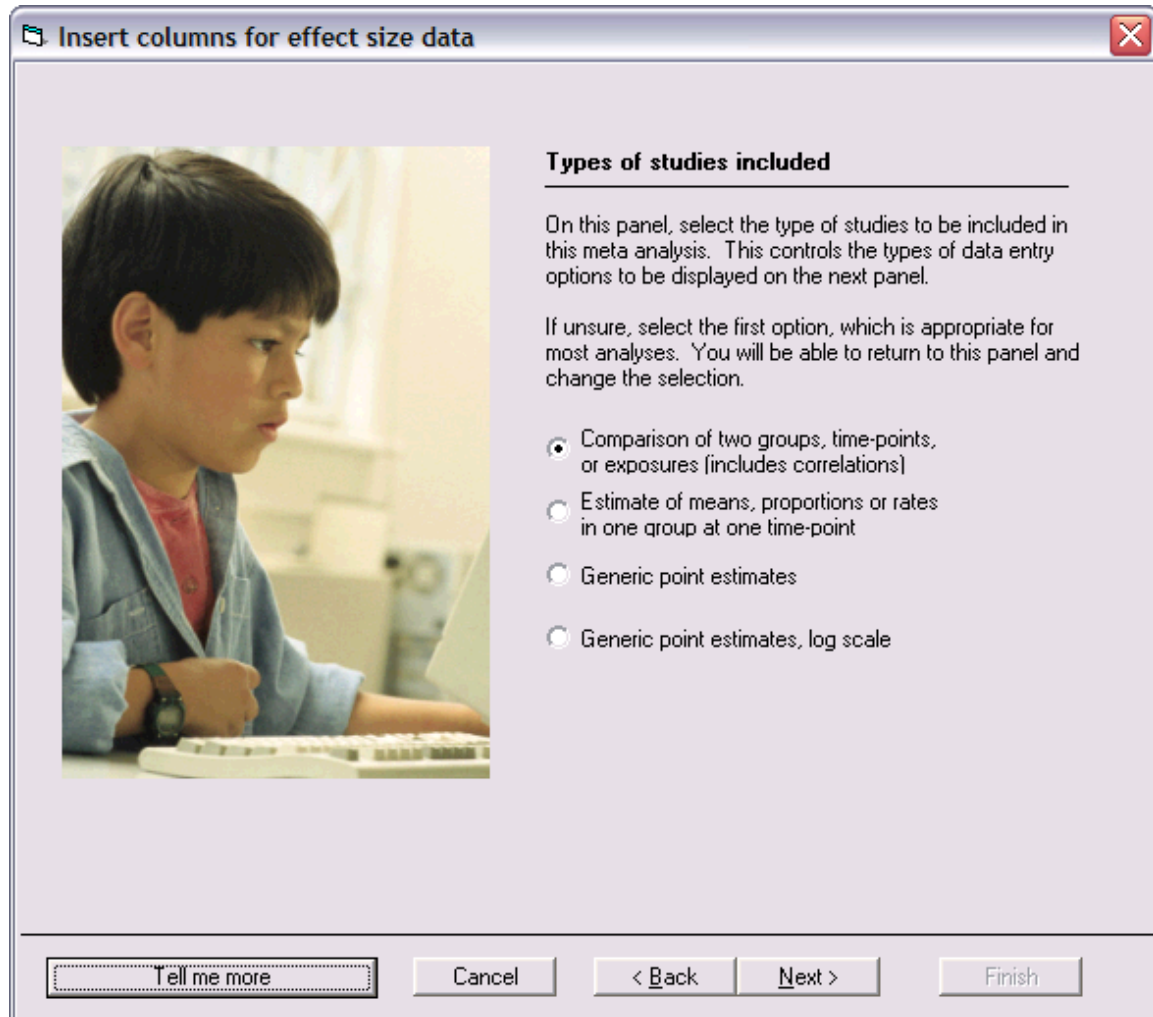 Insert columns for effect size data
Types of studies included
On this panel, select the type of studies to be included in
this meta analysis. This controls the types of data entry
options to be displayed on the next panel.
If unsure, select the first option, which is appropriate for
most analyses. You will be able to return to this panel and
change the selection.
Comparison of two groups, time-points,
or exposures (includes correlations)
Estimate of means, proportions or rates
in one group at one time-point
Generic point estimates
Generic point estimates, log scale
Tell me more
Cancel
< Back
Next >
Finish